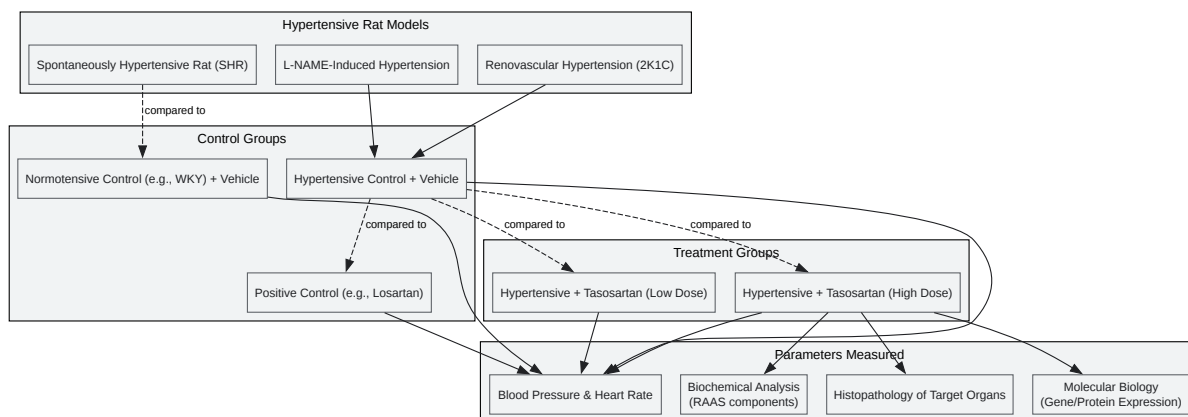 Hypertensive Rat Models
Spontaneously Hypertensive Rat (SHR)
L-NAME-Induced Hypertension
Renovascular Hypertension (2K1C)
compared to
Control Groups
Normotensive Control (e.g., WKY) + Vehicle
Hypertensive Control + Vehicle
compared to
compared to
compared to
Treatment Groups
Positive Control (e.g., Losartan)
Hypertensive + Tasosartan (Low Dose)
Hypertensive + Tasosartan (High Dose)
Parameters Measured
Blood Pressure & Heart Rate
Biochemical Analysis
(RAAS components)
Histopathology of Target Organs
Molecular Biology
(Gene/Protein Expression)